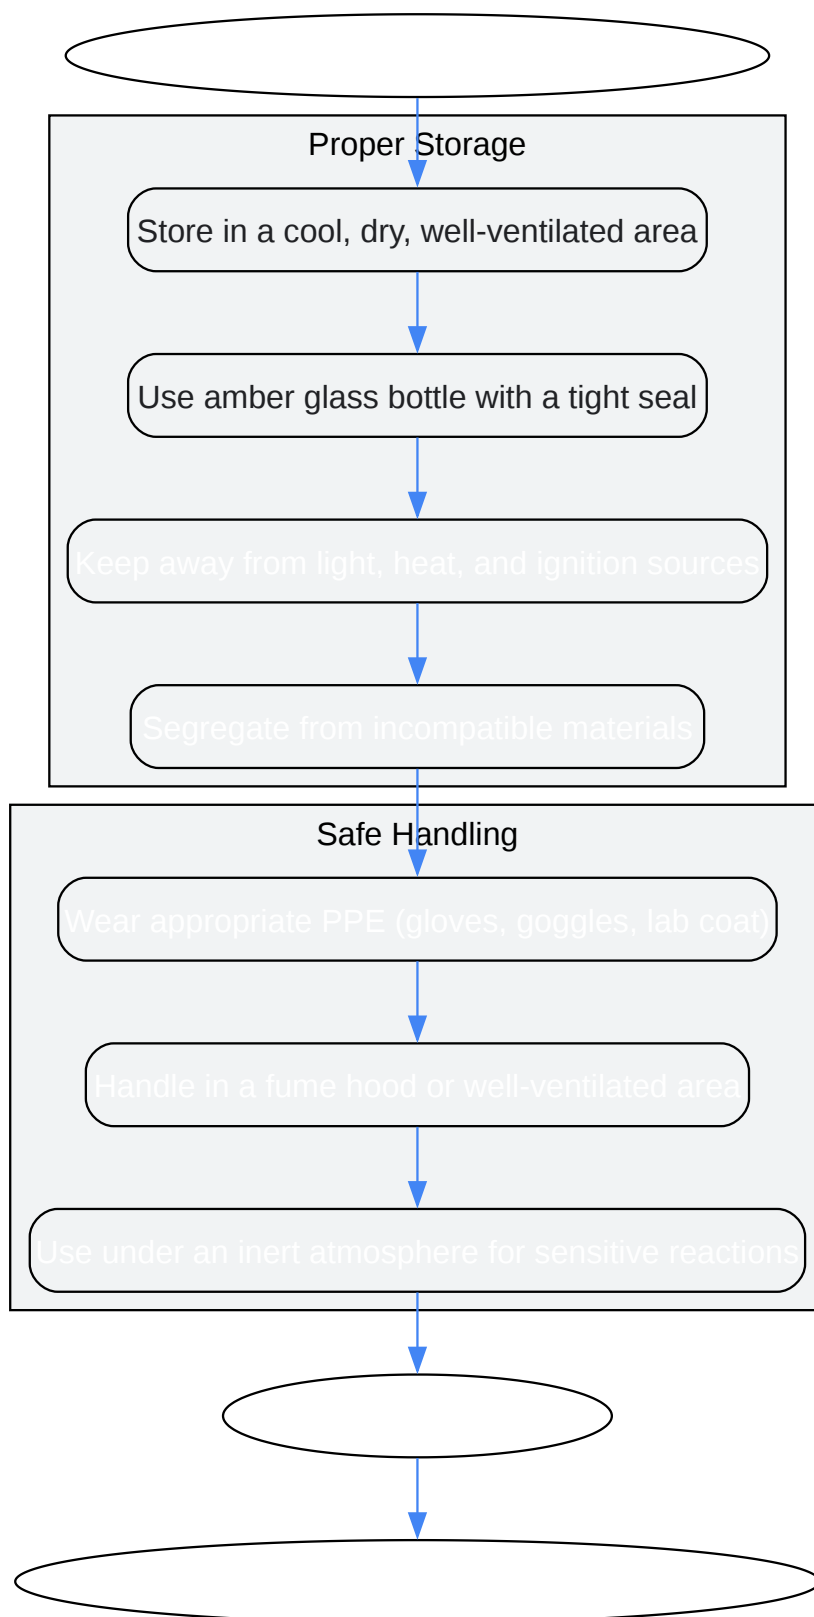 Proper Storage
Store in a cool, dry, well-ventilated area
Use amber glass bottle with a tight seal
Keep away from light, heat, and ignition sources
Segregate from incompatible materials
Safe Handling
Wear appropriate PPE (gloves, goggles, lab coat)
Handle in a fume hood or well-ventilated area
Use under an inert atmosphere for sensitive reactions